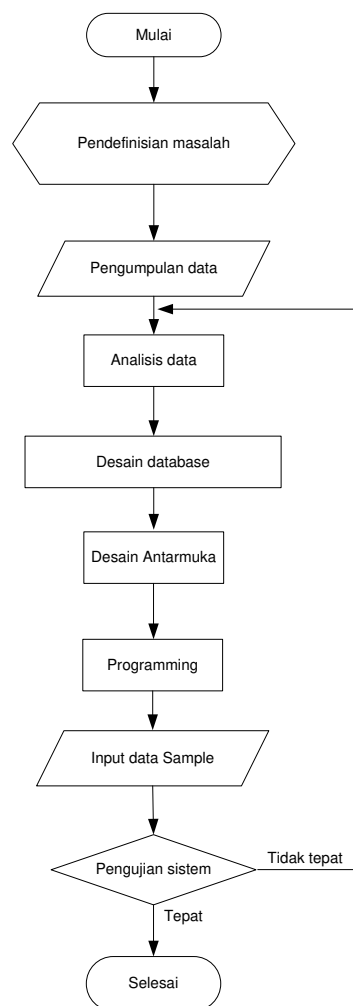 Mulai
Pendefinisian masalah
Pengumpulan data
Analisis data
Desain database
Desain Antarmuka
Programming
Input data Sample
Pengujian sistem
Tidak tepat
Tepat
Selesai